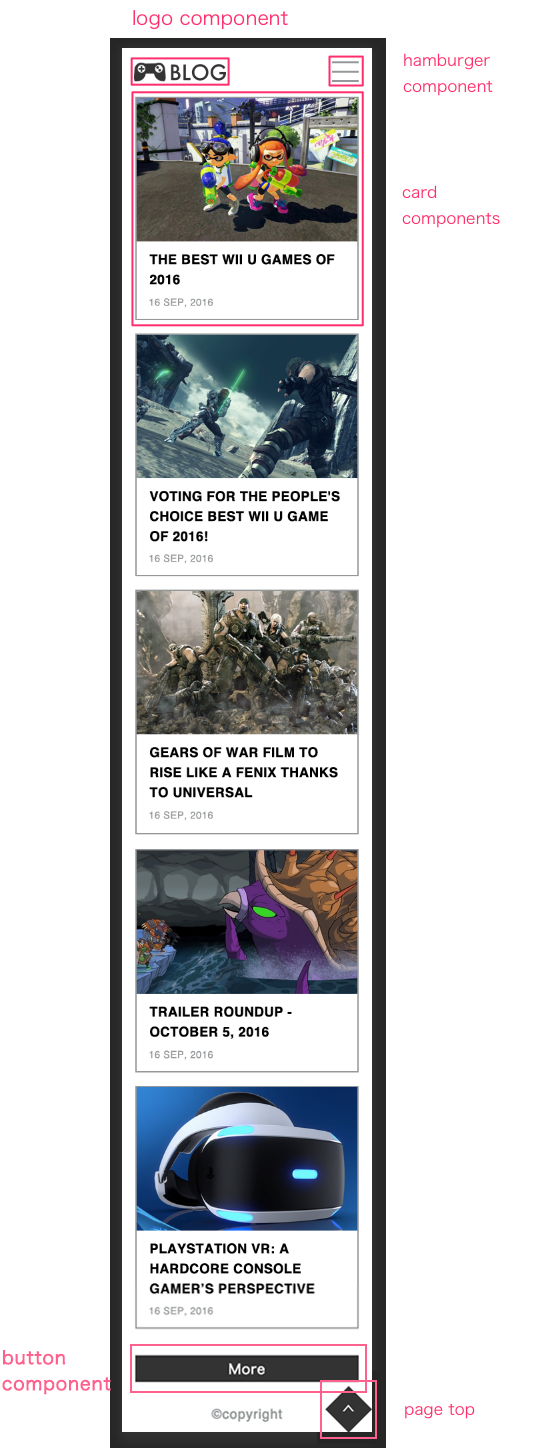 logo component
BLOG
hamburger
component
card
components
THE BEST WII U GAMES OF
2016
16 SEP, 2016
VOTING FOR THE PEOPLE'S
CHOICE BEST WII U GAME
OF 2016!
16 SEP, 2016
GEARS OF WAR FILM TO
RISE LIKE A FENIX THANKS
TO UNIVERSAL
16 SEP, 2016
TRAILER ROUNDUP -
OCTOBER 5, 2016
16 SEP, 2016
PLAYSTATION VR: A
HARDCORE CONSOLE
GAMER'S PERSPECTIVE
16 SEP, 2016
button
component
More
©copyright
page top